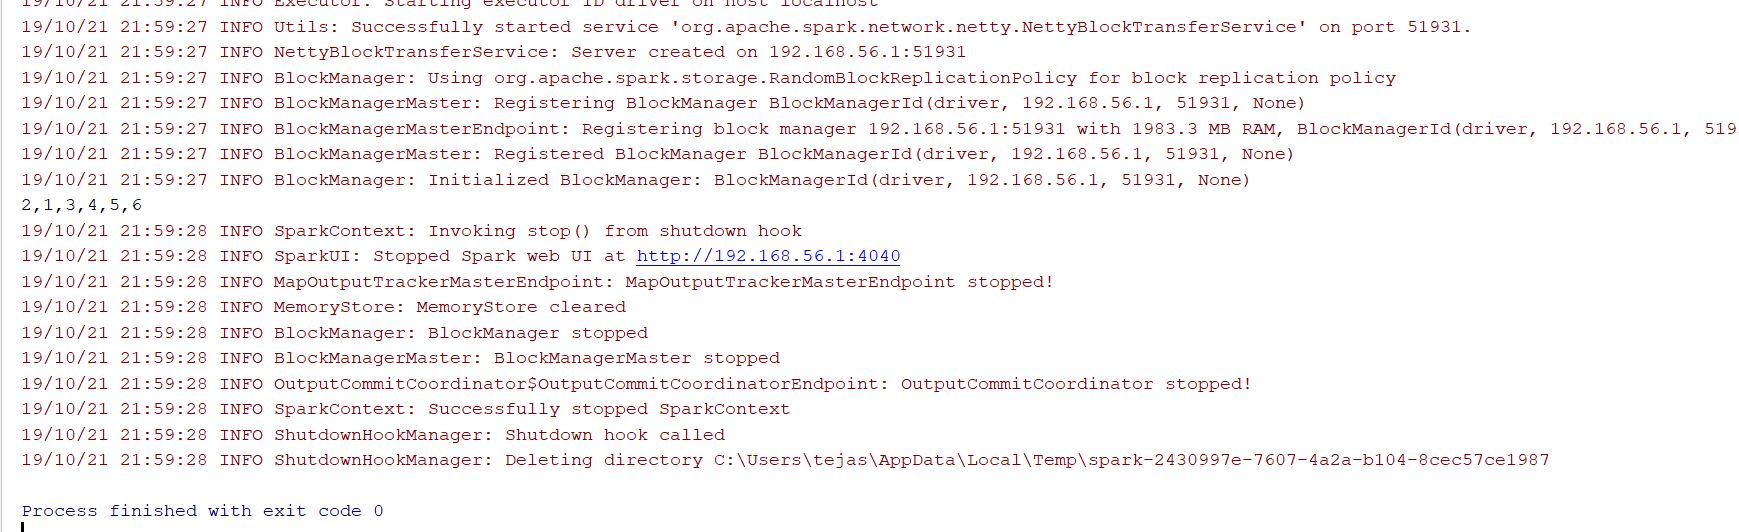 19/10/21 21:59:27 INFO Executor: Starting executor ID driver on host localhost
19/10/21 21:59:27 INFO Utils: Successfully started service 'org.apache.spark.network.netty.NettyBlockTransferService' on port 51931.
19/10/21 21:59:27 INFO NettyBlockTransferService: Server created on 192.168.56.1:51931
19/10/21 21:59:27 INFO BlockManager: Using org.apache.spark.storage.RandomBlockReplicationPolicy for block replication policy
19/10/21 21:59:27 INFO BlockManagerMaster: Registering BlockManager BlockManagerId(driver, 192.168.56.1, 51931, None)
19/10/21 21:59:27 INFO BlockManagerMasterEndpoint: Registering block manager 192.168.56.1:51931 with 1983.3 MB RAM, BlockManagerId(driver, 192.168.56.1, 519
19/10/21 21:59:27 INFO BlockManagerMaster: Registered BlockManager BlockManagerId(driver, 192.168.56.1, 51931, None)
19/10/21 21:59:27 INFO BlockManager: Initialized BlockManager: BlockManagerId(driver, 192.168.56.1, 51931, None)
2,1,3,4,5,6
19/10/21 21:59:28 INFO SparkContext: Invoking stop() from shutdown hook
19/10/21 21:59:28 INFO SparkUI: Stopped Spark web UI at http://192.168.56.1:4040
19/10/21 21:59:28 INFO MapOutputTrackerMasterEndpoint: MapOutputTrackerMasterEndpoint stopped!
19/10/21 21:59:28 INFO MemoryStore: MemoryStore cleared
19/10/21 21:59:28 INFO BlockManager: BlockManager stopped
19/10/21 21:59:28 INFO BlockManagerMaster: BlockManagerMaster stopped
19/10/21 21:59:28 INFO OutputCommitCoordinator$OutputCommitCoordinatorEndpoint: OutputCommitCoordinator stopped!
19/10/21 21:59:28 INFO SparkContext: Successfully stopped SparkContext
19/10/21 21:59:28 INFO ShutdownHookManager: Shutdown hook called
19/10/21 21:59:28 INFO ShutdownHookManager: Deleting directory C:\Users\tejas\AppData\Local\Temp\spark-2430997e-7607-4a2a-b104-8cec57ce1987
Process finished with exit code 0